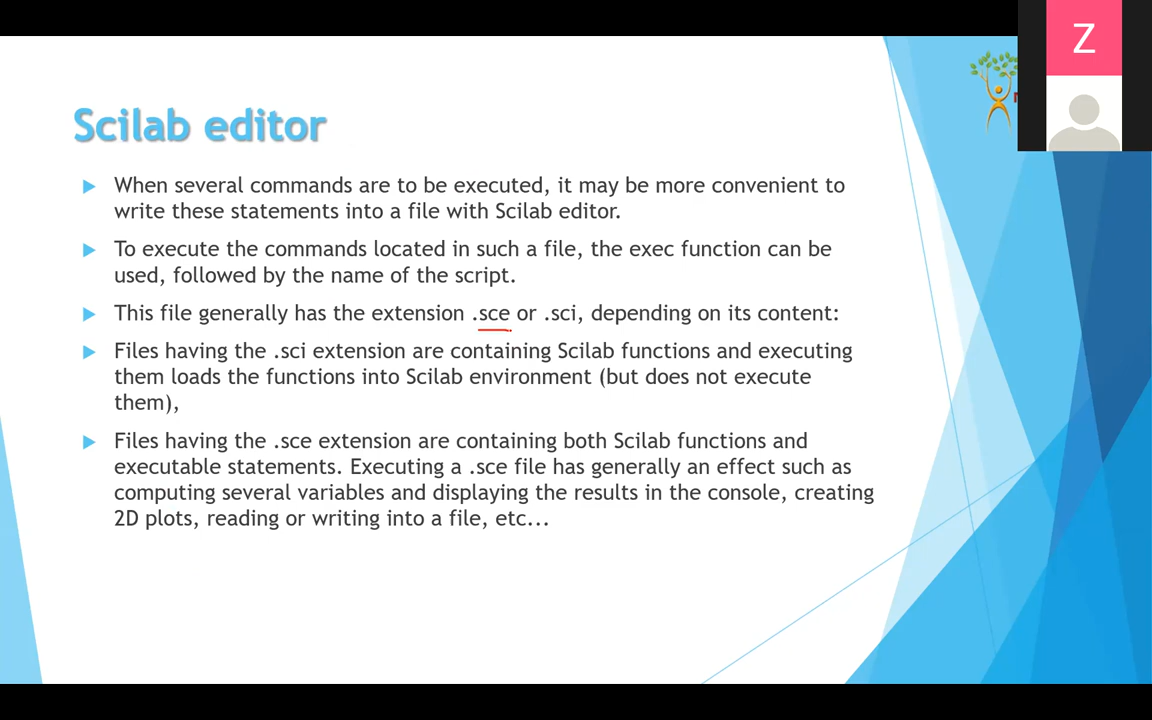 Z
Scilab editor
When several commands are to be executed, it may be more convenient to
write these statements into a file with Scilab editor.
To execute the commands located in such a file, the exec function can be
used, followed by the name of the script.
This file generally has the extension .sce or .sci, depending on its content:
Files having the .sci extension are containing Scilab functions and executing
them loads the functions into Scilab environment (but does not execute
them),
Files having the .sce extension are containing both Scilab functions and
executable statements. Executing a .sce file has generally an effect such as
computing several variables and displaying the results in the console, creating
2D plots, reading or writing into a file, etc...